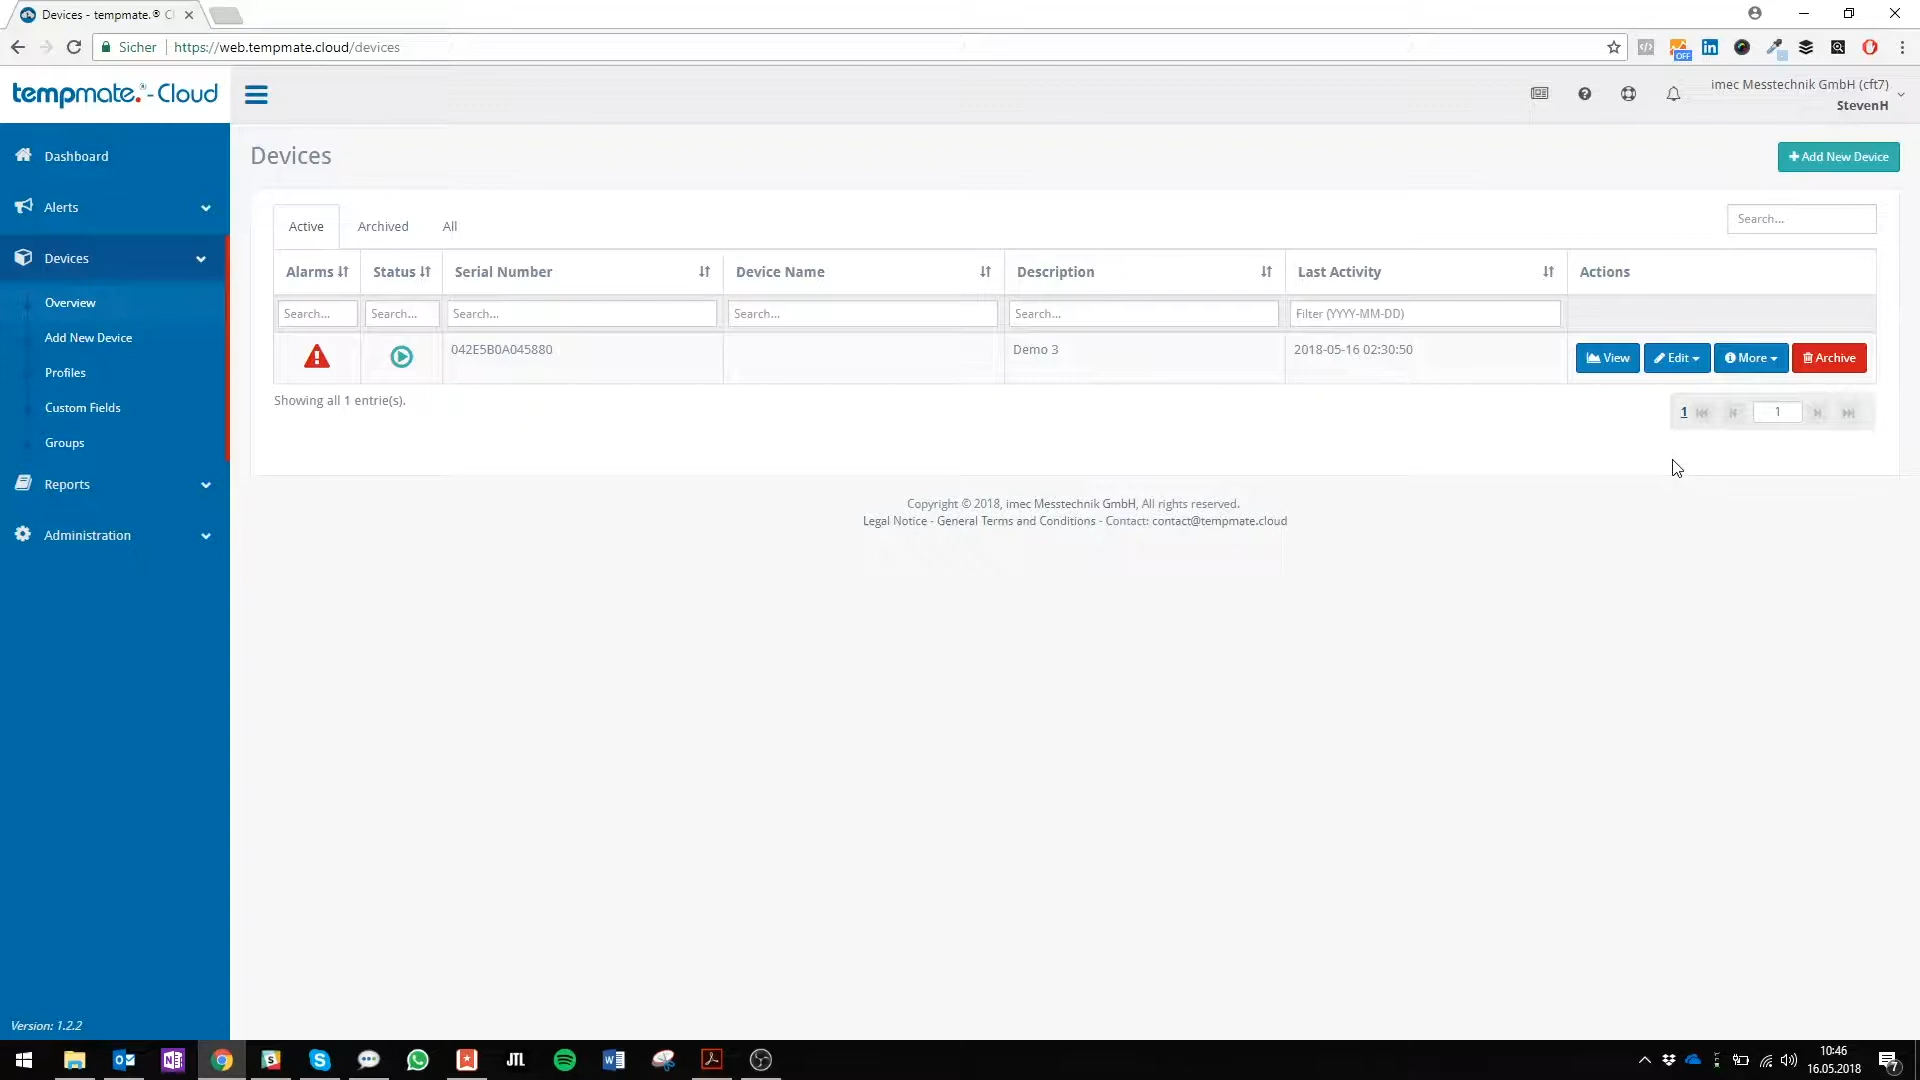 Devices - tempmate.® C
Sicher
https://web.tempmate.cloud/devices
OFF
tempmate.®- Cloud
imec Messtechnik GmbH (cft7)
StevenH
Dashboard
Alerts
Devices
Overview
Add New Device
Profiles
Custom Fields
Groups
Reports
Administration
Version: 1.2.2
Devices
Add New Device
Active Archived All
Search...
Alarms Status Serial Number Device Name Description Last Activity Actions
Search... Search... Search... Search... Search... Filter (YYYY-MM-DD)
042E5B0A045880 Demo 3 2018-05-16 02:30:50 View Edit More Archive
Showing all 1 entrie(s).
1 1
Copyright © 2018, imec Messtechnik GmbH, All rights reserved.
Legal Notice - General Terms and Conditions - Contact: contact@tempmate.cloud
JTL
10:46
16.05.2018
7